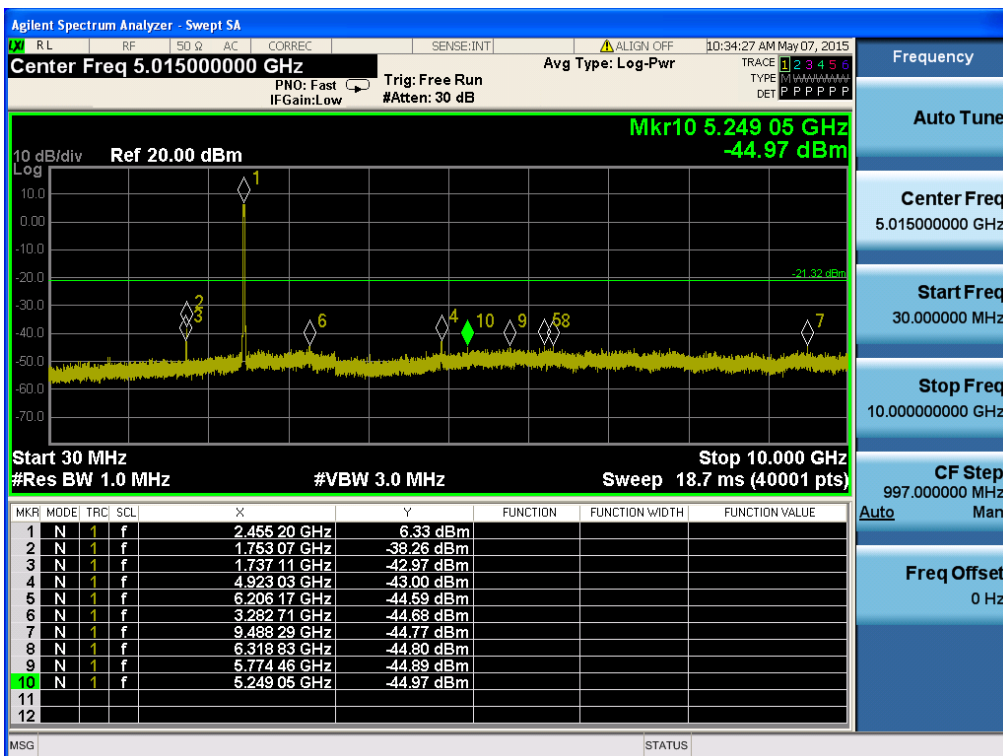 Agilent Spectrum Analyzer - Swept SA
LXI RL RF 50 Ω AC CORREC SENSE:INT ALIGN OFF 10:34:27 AM May 07, 2015
Center Freq 5.015000000 GHz
PNO: Fast
IFGain:Low
Trig: Free Run
#Atten: 30 dB
Avg Type: Log-Pwr
TRACE 1 2 3 4 5 6
TYPE M
DET P P P P P P
Mkr10 5.249 05 GHz
-44.97 dBm
10 dB/div Ref 20.00 dBm
Log
10.0
0.00
-10.0
-20.0
-30.0
-40.0
-50.0
-60.0
-70.0
-21.32 dBm
1
2
3
6
4
10
9
5
8
7
Start 30 MHz
Stop 10.000 GHz
#Res BW 1.0 MHz
#VBW 3.0 MHz
Sweep 18.7 ms (40001 pts)
MKR MODE TRC SCL X Y FUNCTION FUNCTION WIDTH FUNCTION VALUE
1 N 1 f 2.455 20 GHz 6.33 dBm
2 N 1 f 1.753 07 GHz -38.26 dBm
3 N 1 f 1.737 11 GHz -42.97 dBm
4 N 1 f 4.923 03 GHz -43.00 dBm
5 N 1 f 6.206 17 GHz -44.59 dBm
6 N 1 f 3.282 71 GHz -44.68 dBm
7 N 1 f 9.488 29 GHz -44.77 dBm
8 N 1 f 6.318 83 GHz -44.80 dBm
9 N 1 f 5.774 46 GHz -44.89 dBm
10 N 1 f 5.249 05 GHz -44.97 dBm
11
12
MSG
STATUS
Frequency
Auto Tune
Center Freq
5.015000000 GHz
Start Freq
30.000000 MHz
Stop Freq
10.000000000 GHz
CF Step
997.000000 MHz
Auto Man
Freq Offset
0 Hz